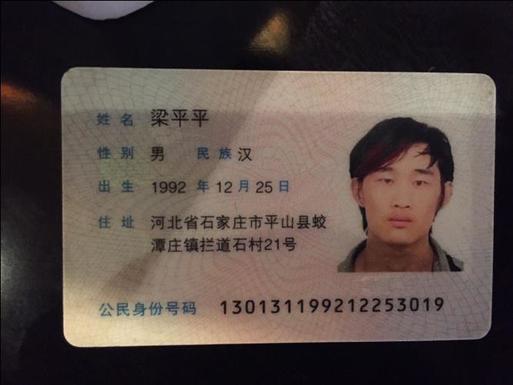 姓名 梁平平
性别 男 民族 汉
出生 1992 年 12 月 25 日
住址 河北省石家庄市平山县蛟
潭庄镇拦道石村21号
公民身份号码 130131199212253019